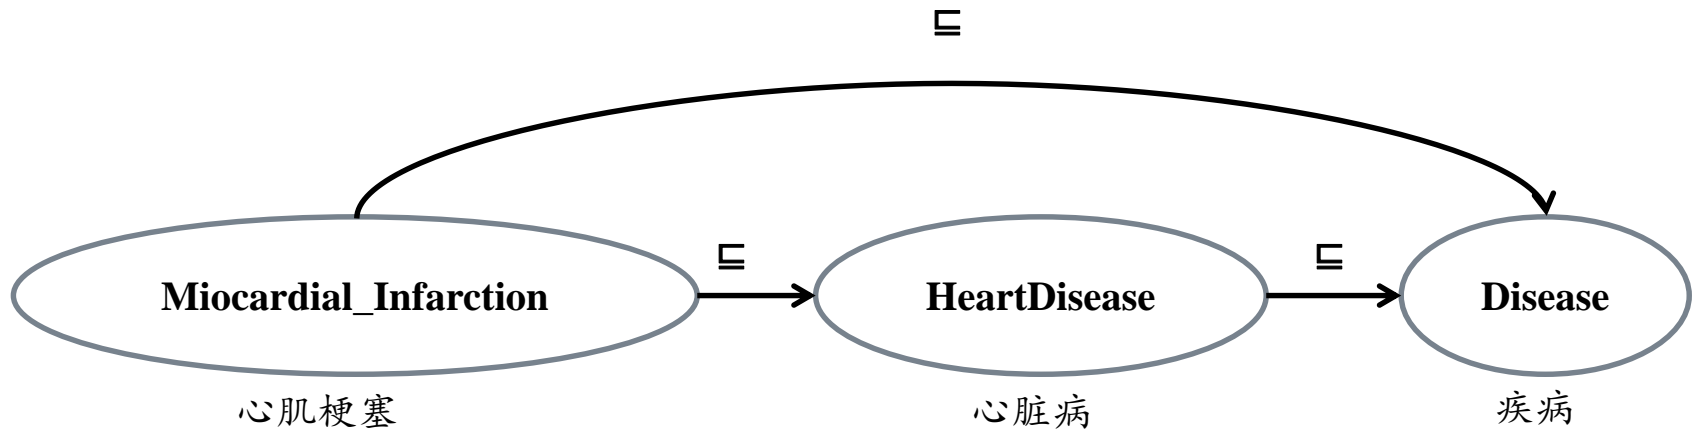 ⊑
⊑ ⊑
Miocardial_Infarction HeartDisease Disease
心肌梗塞 心脏病 疾病